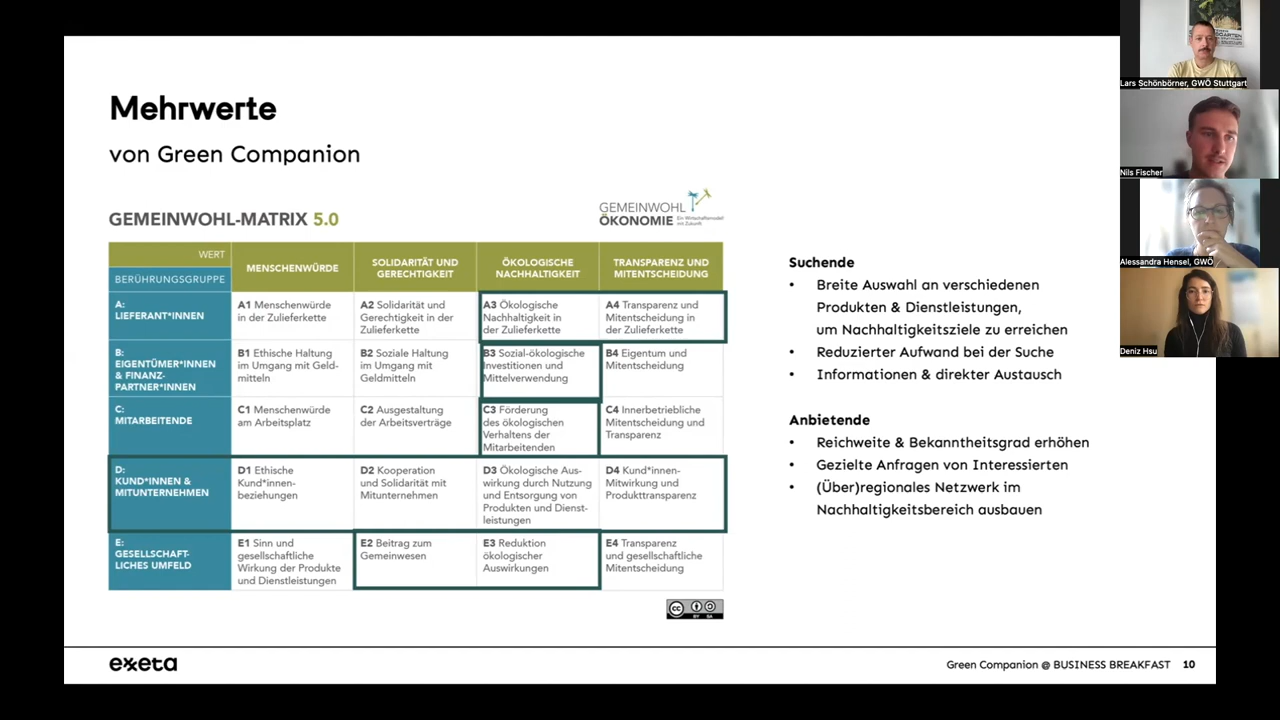 Mehrwerte
von Green Companion
GEMEINWOHL-MATRIX 5.0
GEMEINWOHL
ÖKONOMIE
Ein Wirtschaftsmodell
mit Zukunft
WERT
BERÜHRUNGSGRUPPE
MENSCHENWÜRDE
SOLIDARITÄT UND
GERECHTIGKEIT
ÖKOLOGISCHE
NACHHALTIGKEIT
TRANSPARENZ UND
MITENTSCHEIDUNG
A:
LIEFERANT*INNEN
A1 Menschenwürde
in der Zulieferkette
A2 Solidarität und
Gerechtigkeit in der
Zulieferkette
A3 Ökologische
Nachhaltigkeit in
der Zulieferkette
A4 Transparenz und
Mitentscheidung in
der Zulieferkette
B:
EIGENTÜMER*INNEN
& FINANZ-
PARTNER*INNEN
B1 Ethische Haltung
im Umgang mit Geld-
mitteln
B2 Soziale Haltung
im Umgang mit
Geldmitteln
B3 Sozial-ökologische
Investitionen und
Mittelverwendung
B4 Eigentum und
Mitentscheidung
C:
MITARBEITENDE
C1 Menschenwürde
am Arbeitsplatz
C2 Ausgestaltung
der Arbeitsverträge
C3 Förderung
des ökologischen
Verhaltens der
Mitarbeitenden
C4 Innerbetriebliche
Mitentscheidung und
Transparenz
D:
KUND*INNEN &
MITUNTERNEHMEN
D1 Ethische
Kund*innen-
beziehungen
D2 Kooperation
und Solidarität mit
Mitunternehmen
D3 Ökologische Aus-
wirkung durch Nutzung
und Entsorgung von
Produkten und Dienst-
leistungen
D4 Kund*innen-
Mitwirkung und
Produkttransparenz
E:
GESELLSCHAFT-
LICHES UMFELD
E1 Sinn und
gesellschaftliche
Wirkung der Produkte
und Dienstleistungen
E2 Beitrag zum
Gemeinwesen
E3 Reduktion
ökologischer
Auswirkungen
E4 Transparenz
und gesellschaftliche
Mitentscheidung
cc
BY SA
Suchende
• Breite Auswahl an verschiedenen
Produkten & Dienstleistungen,
um Nachhaltigkeitsziele zu erreichen
• Reduzierter Aufwand bei der Suche
• Informationen & direkter Austausch
Anbietende
• Reichweite & Bekanntheitsgrad erhöhen
• Gezielte Anfragen von Interessierten
• (Über)regionales Netzwerk im
Nachhaltigkeitsbereich ausbauen
exxeta
Green Companion @ BUSINESS BREAKFAST 10
Lars Schönbörner, GWÖ Stuttgart
Nils Fischer
Alessandra Hensel, GWÖ
Deniz Hsu